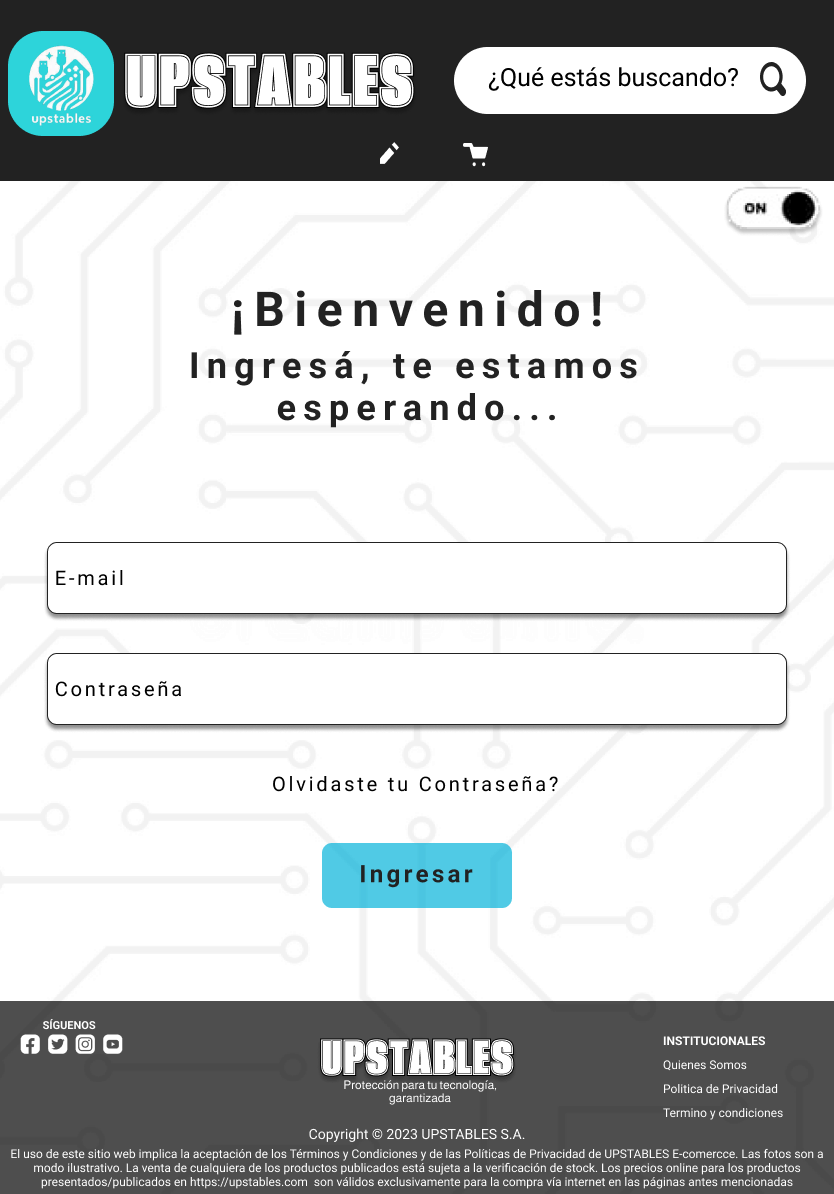 upstables
UPSTABLES
¿Qué estás buscando?
ON
¡Bienvenido!
Ingresá, te estamos
esperando...
E-mail
Contraseña
Olvidaste tu Contraseña?
Ingresar
SÍGUENOS
UPSTABLES
Protección para tu tecnología,
garantizada
INSTITUCIONALES
Quienes Somos
Politica de Privacidad
Termino y condiciones
Copyright © 2023 UPSTABLES S.A.
El uso de este sitio web implica la aceptación de los Términos y Condiciones y de las Políticas de Privacidad de UPSTABLES E-comercce. Las fotos son a
modo ilustrativo. La venta de cualquiera de los productos publicados está sujeta a la verificación de stock. Los precios online para los productos
presentados/publicados en https://upstables.com son válidos exclusivamente para la compra vía internet en las páginas antes mencionadas